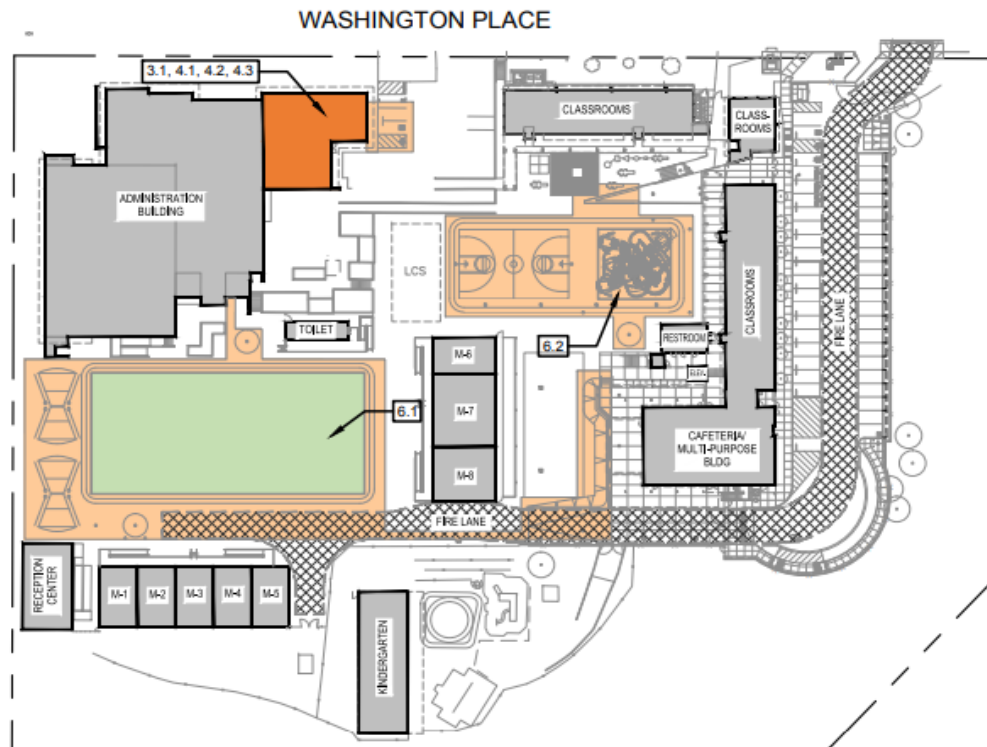 WASHINGTON PLACE
3.1, 4.1, 4.2, 4.3
CLASSROOMS
CLASS-
ROOMS
ADMINISTRATION
BUILDING
LCS
CLASSROOMS
FIRE LANE
TOILET
6.2
RESTROOM
M-6
ELEV.
6.1
M-7
CAFETERIA/
MULTI-PURPOSE
BLDG
M-8
FIRE LANE
RECEPTION
CENTER
M-1
M-2
M-3
M-4
M-5
KINDERGARTEN